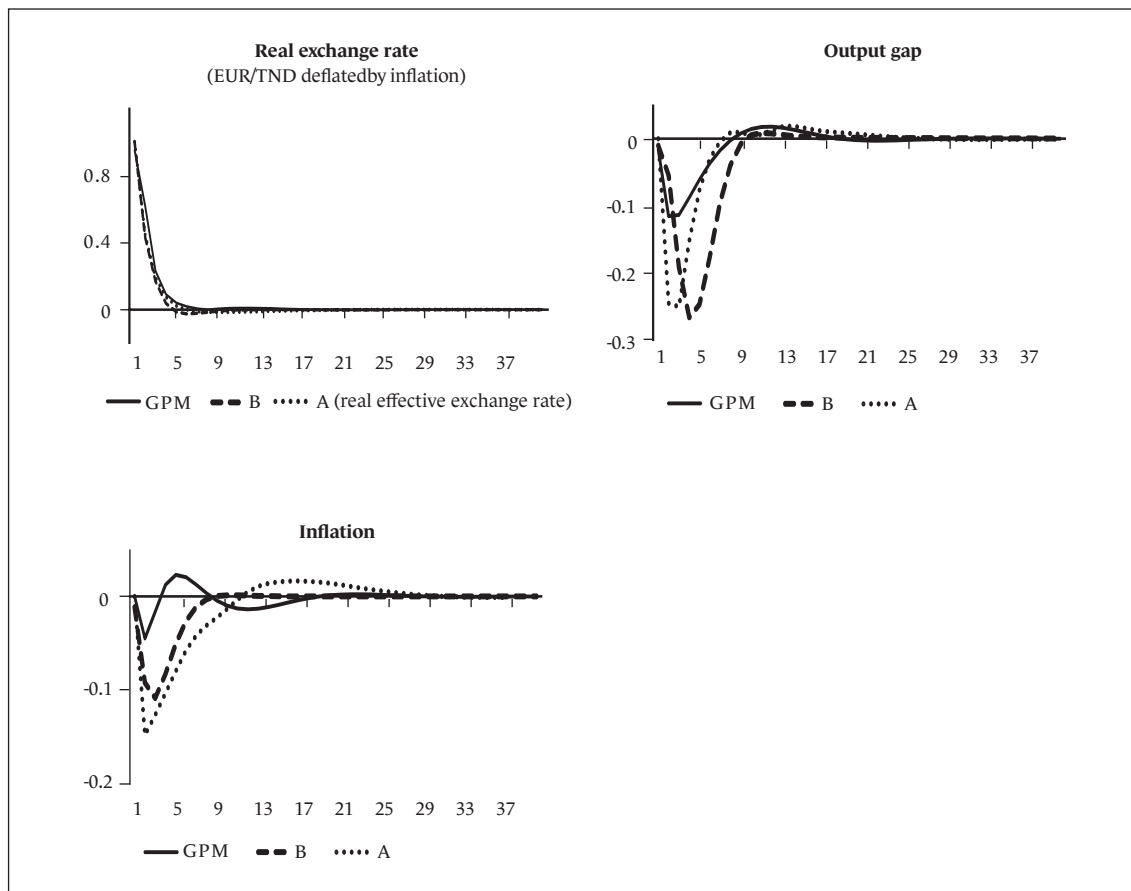 Real exchange rate
(EUR/TND deflatedby inflation)
0.8
0.4
0
1 5 9 13 17 21 25 29 33 37
GPM B A (real effective exchange rate)
Output gap
0
-0.1
-0.2
-0.3
1 5 9 13 17 21 25 29 33 37
GPM B A
Inflation
0
-0.1
-0.2
1 5 9 13 17 21 25 29 33 37
GPM B A